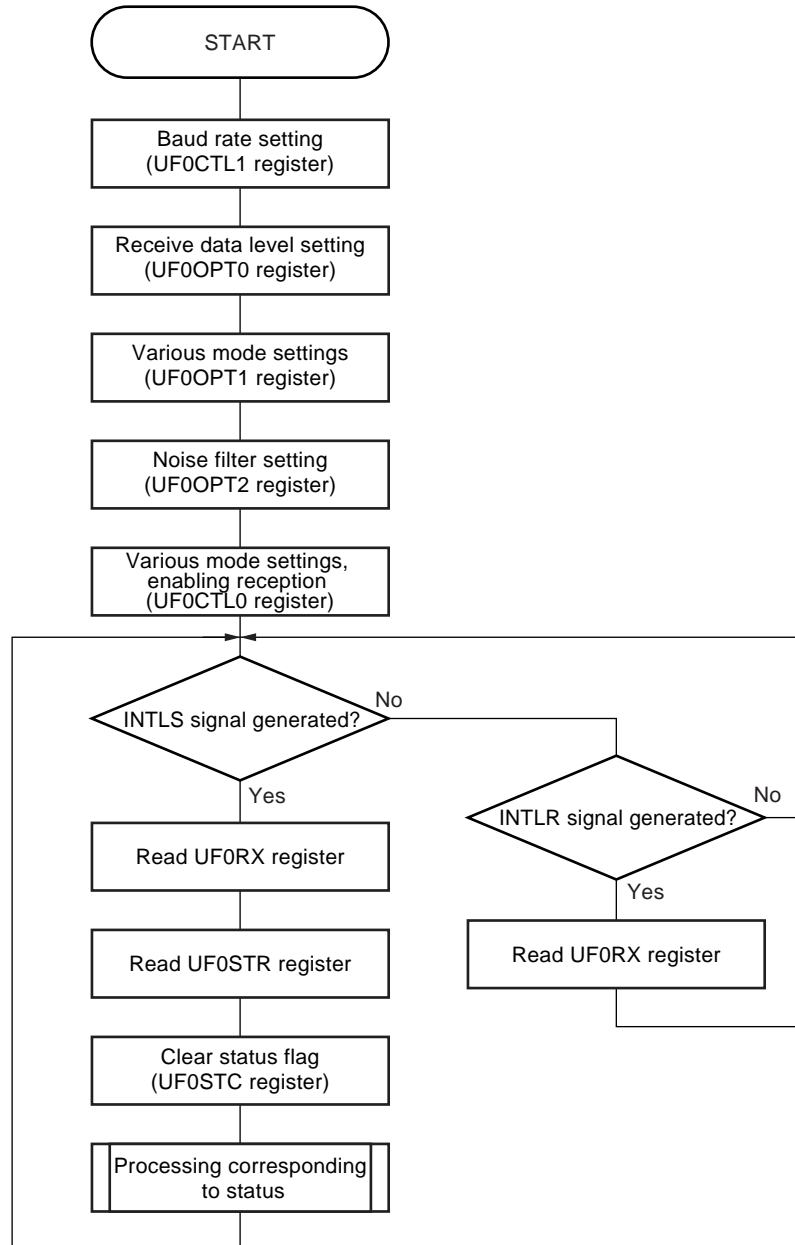 START
Baud rate setting
(UF0CTL1 register)
Receive data level setting
(UF0OPT0 register)
Various mode settings
(UF0OPT1 register)
Noise filter setting
(UF0OPT2 register)
Various mode settings,
enabling reception
(UF0CTL0 register)
INTLS signal generated?
No
Yes
INTLR signal generated?
No
Yes
Read UF0RX register
Read UF0RX register
Read UF0STR register
Clear status flag
(UF0STC register)
Processing corresponding
to status